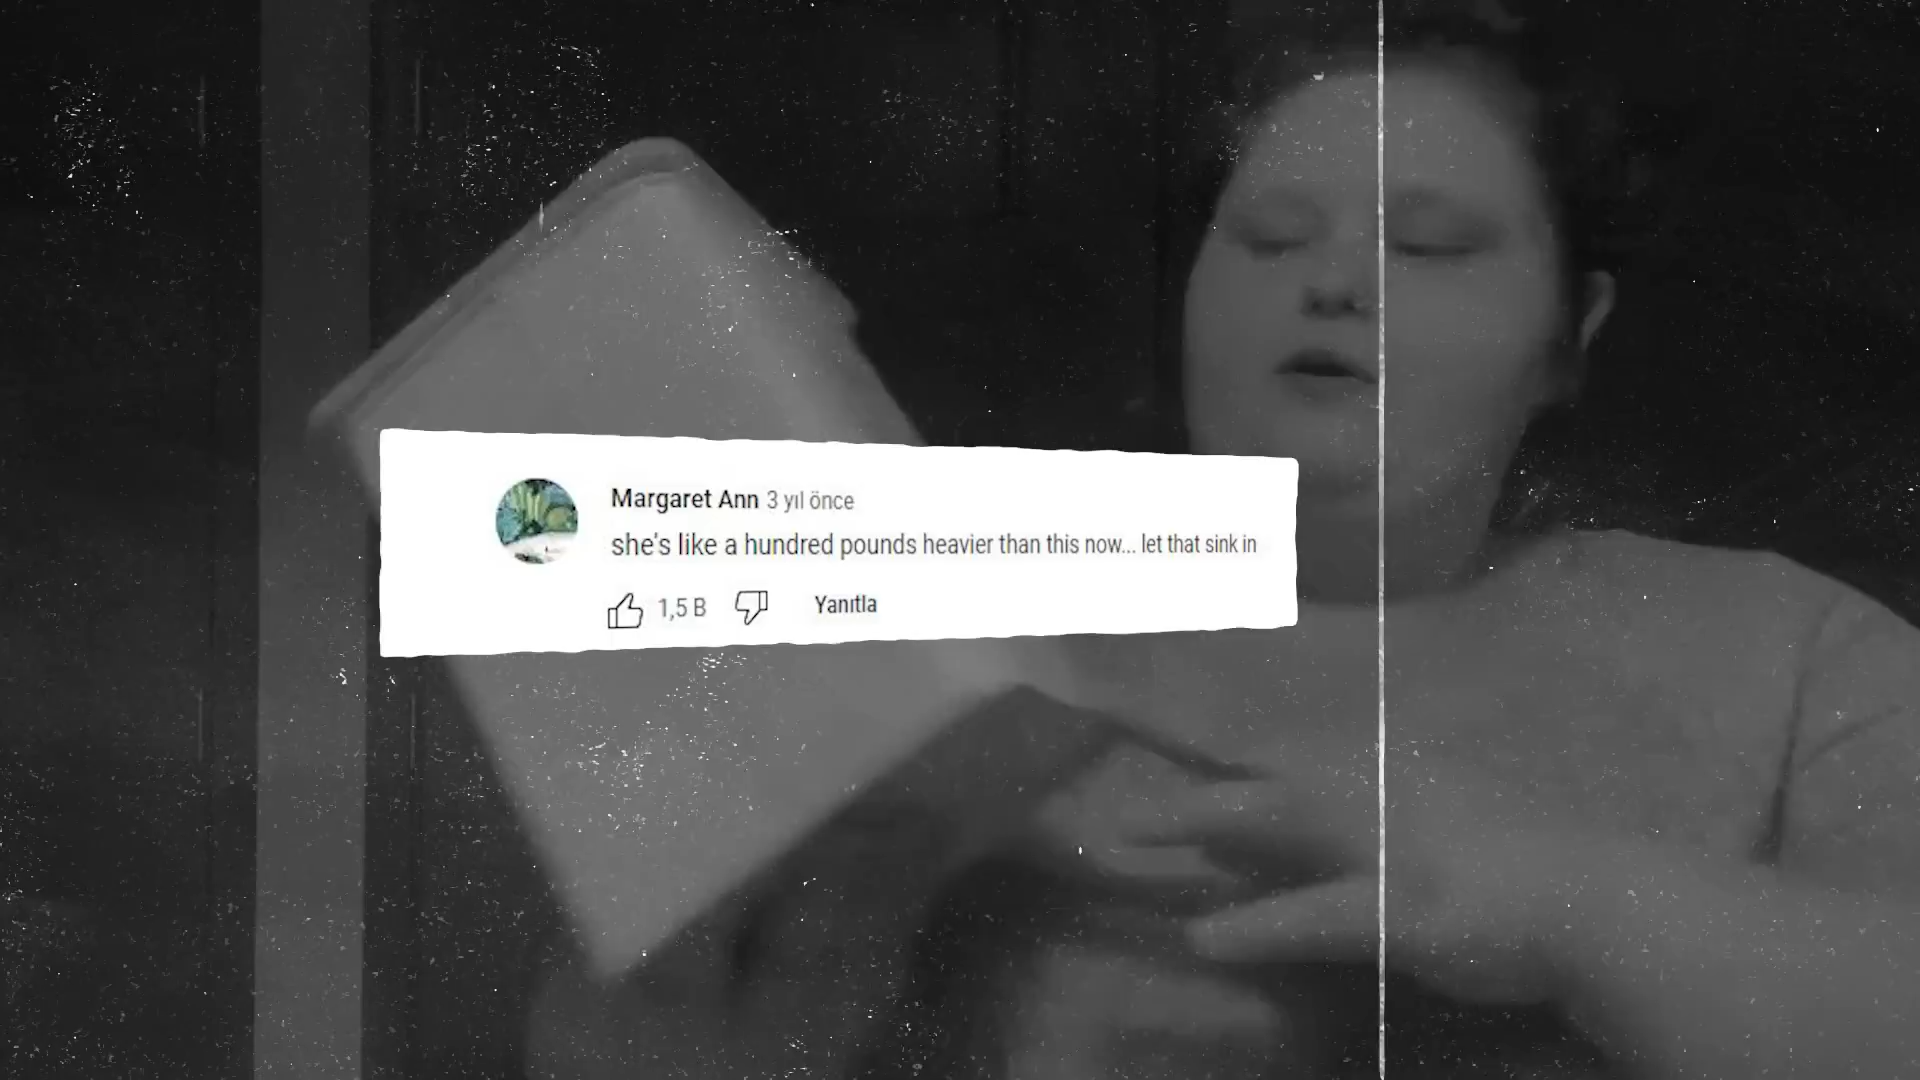 Margaret Ann 3 yıl önce
she's like a hundred pounds heavier than this now... let that sink in
1,5 B
Yanıtla